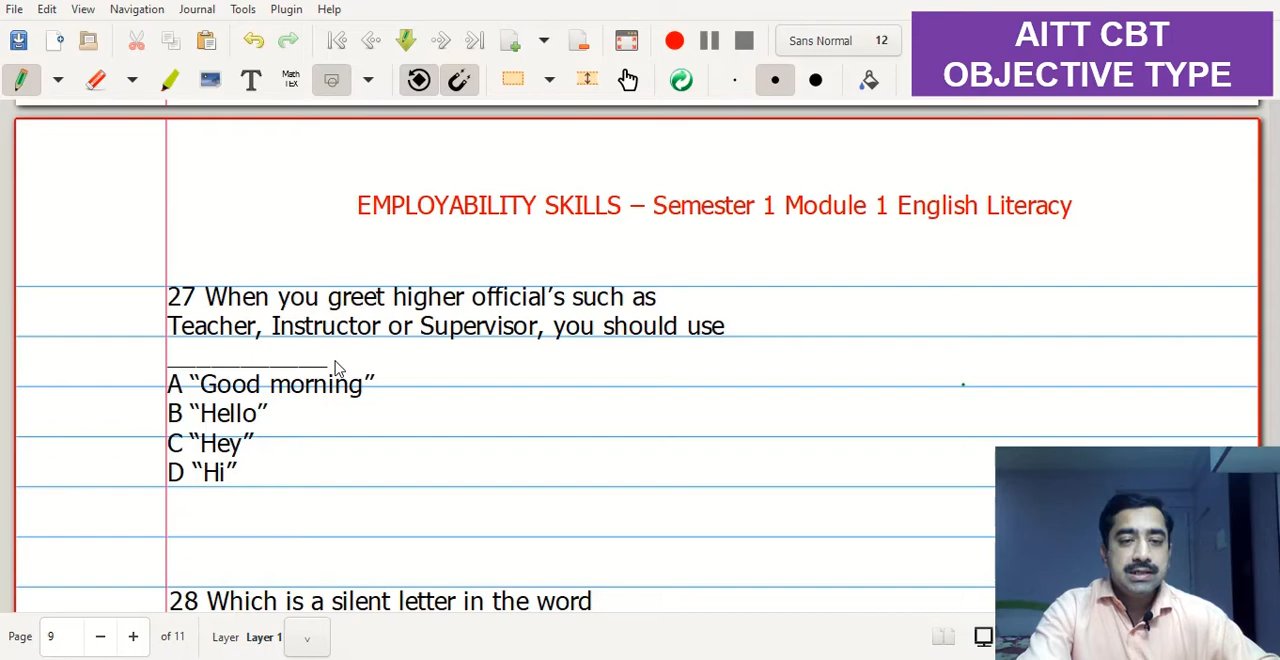 File Edit View Navigation Journal Tools Plugin Help
Sans Normal 12
Math
TEX
AITT CBT
OBJECTIVE TYPE
EMPLOYABILITY SKILLS – Semester 1 Module 1 English Literacy
27 When you greet higher official’s such as
Teacher, Instructor or Supervisor, you should use
____________
A “Good morning”
B “Hello”
C “Hey”
D “Hi”
28 Which is a silent letter in the word
Page 9 of 11 Layer Layer 1